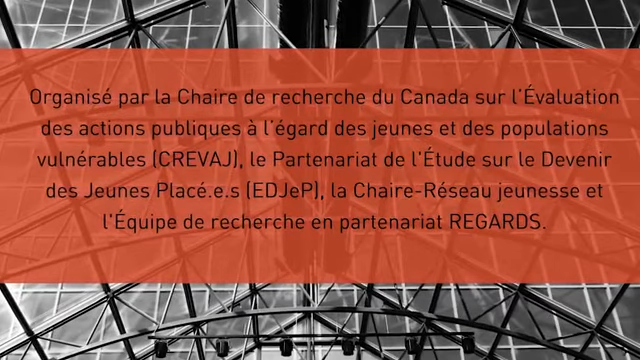 Organisé par la Chaire de recherche du Canada sur l'Évaluation
des actions publiques à l'égard des jeunes et des populations
vulnérables (CREVAJ), le Partenariat de l'Étude sur le Devenir
des Jeunes Placé.e.s (EDJeP), la Chaire-Réseau jeunesse et
l'Équipe de recherche en partenariat REGARDS.